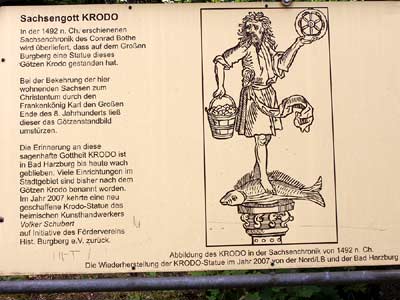 Sachsengott KRODO
In der 1492 n. Ch. erschienenen
Sachsenchronik des Conrad Bothe
wird überliefert, dass auf dem Großen
Burgberg eine Statue dieses
Götzen Krodo gestanden hat.
Bei der Bekehrung der hier
wohnenden Sachsen zum
Christentum durch den
Frankenkönig Karl den Großen
Ende des 8. Jahrhunderts ließ
dieser das Götzenstandbild
umstürzen.
Die Erinnerung an diese
sagenhafte Gottheit KRODO ist
in Bad Harzburg bis heute wach
geblieben. Viele Einrichtungen im
Stadtgebiet sind bisher nach dem
Götzen Krodo benannt worden.
Im Jahr 2007 kehrte eine neu
geschaffene Krodo-Statue des
heimischen Kunsthandwerkers
Volker Schubert
auf Initiative des Fördervereins
Hist. Burgberg e.V. zurück.
Abbildung des KRODO in der Sachsenchronik von 1492 n. Ch.
Die Wiederherstellung der KRODO-Statue im Jahr 2007 von der Nord/LB und der Bad Harzburg